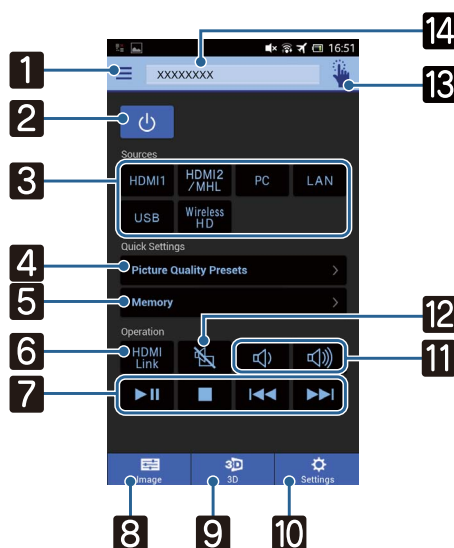 14
16:51
1
XXXXXXXX
13
2
Sources
3
HDMI1
HDMI2
/MHL
PC
LAN
USB
Wireless
HD
Quick Settings
4
Picture Quality Presets
5
Memory
12
Operation
6
HDMI
Link
11
7
Image
3D
3D
Settings
8
9
10